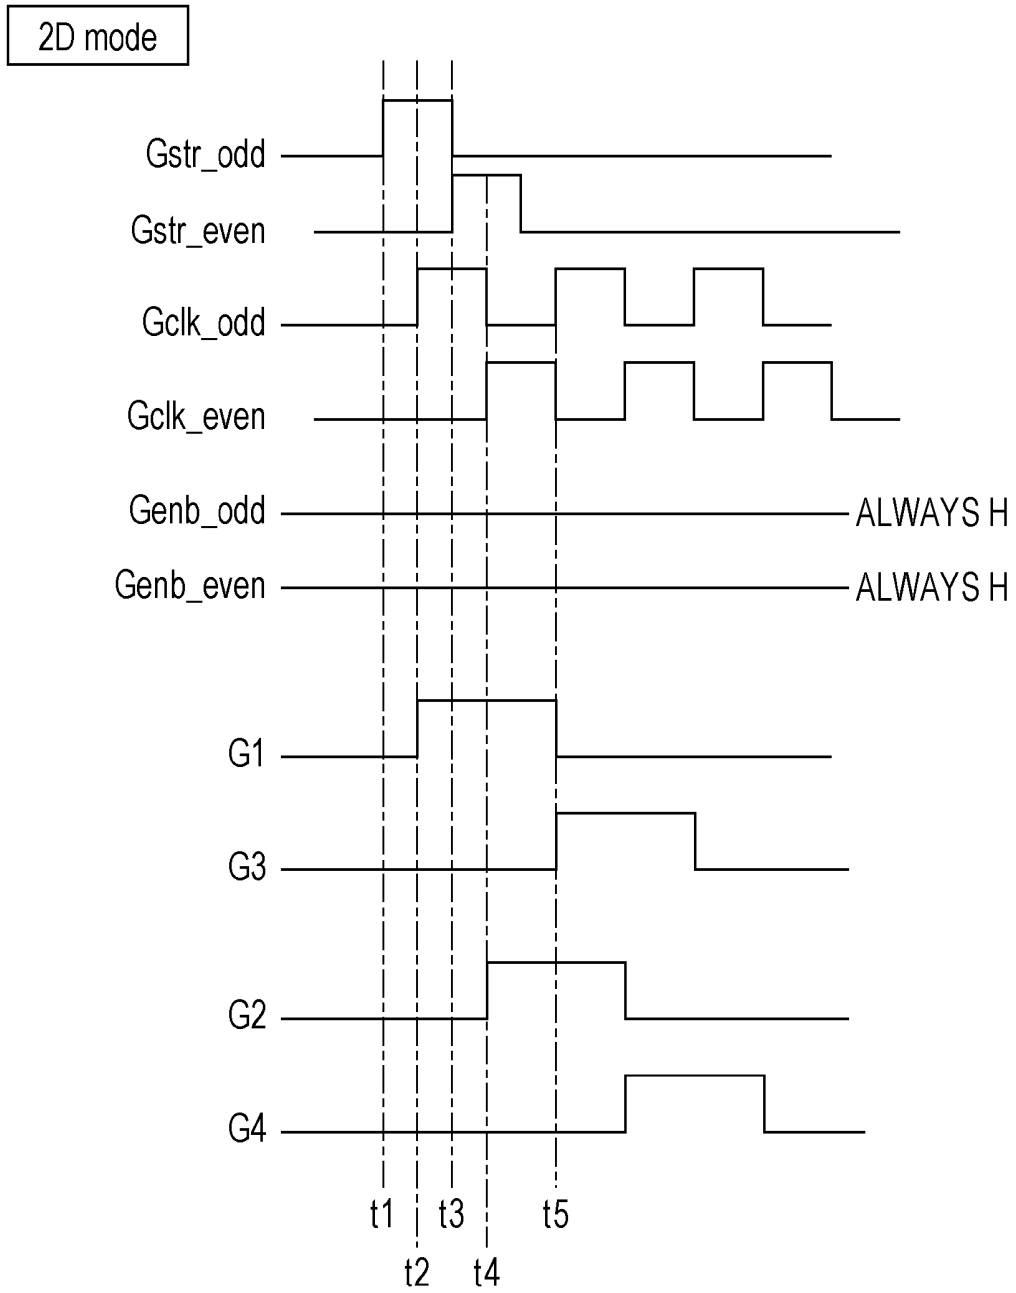 2D mode
Gstr_odd
Gstr_even
Gclk_odd
Gclk_even
Genb_odd ALWAYS H
Genb_even ALWAYS H
G1
G3
G2
G4
t1 t3 t5
t2 t4